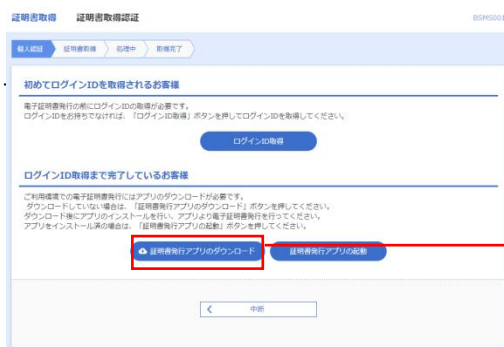 証明書取得 証明書取得認証
BSMS001
個人認証 証明書取得 処理中 取得完了
初めてログインIDを取得されるお客様
電子証明書発行の前にログインIDの取得が必要です。
ログインIDをお持ちでなければ、「ログインID取得」ボタンを押してログインIDを取得してください。
ログインID取得
ログインID取得まで完了しているお客様
ご利用環境での電子証明書発行にはアプリのダウンロードが必要です。
ダウンロードしていない場合は、「証明書発行アプリのダウンロード」ボタンを押してください。
ダウンロード後にアプリのインストールを行い、アプリより電子証明書発行を行ってください。
アプリをインストール済の場合は、「証明書発行アプリの起動」ボタンを押してください。
証明書発行アプリのダウンロード 証明書発行アプリの起動
中断